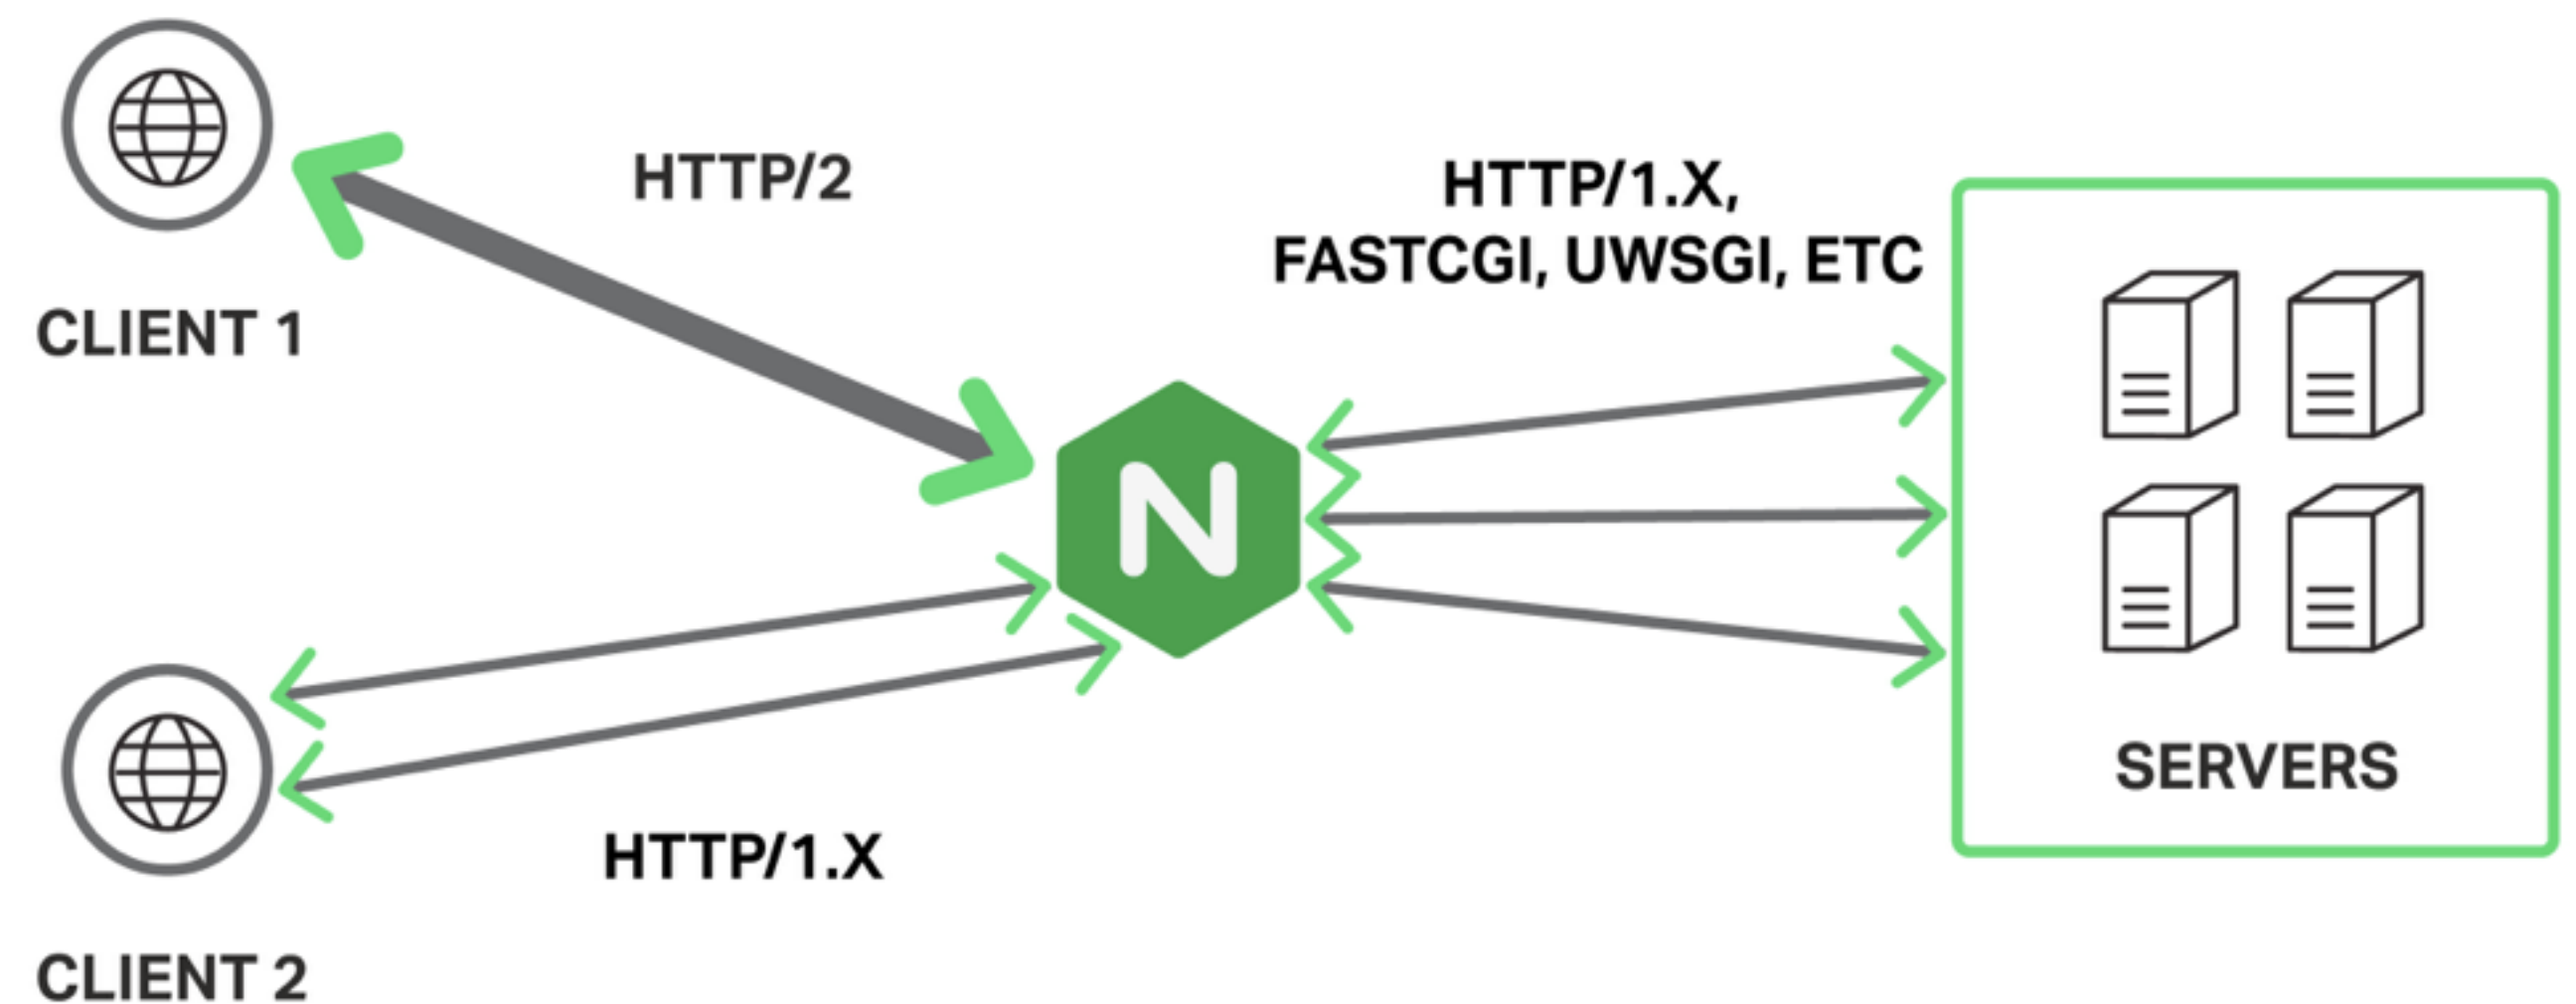 HTTP/2
HTTP/1.X,
FASTCGI, UWSGI, ETC
CLIENT 1
N
SERVERS
HTTP/1.X
CLIENT 2